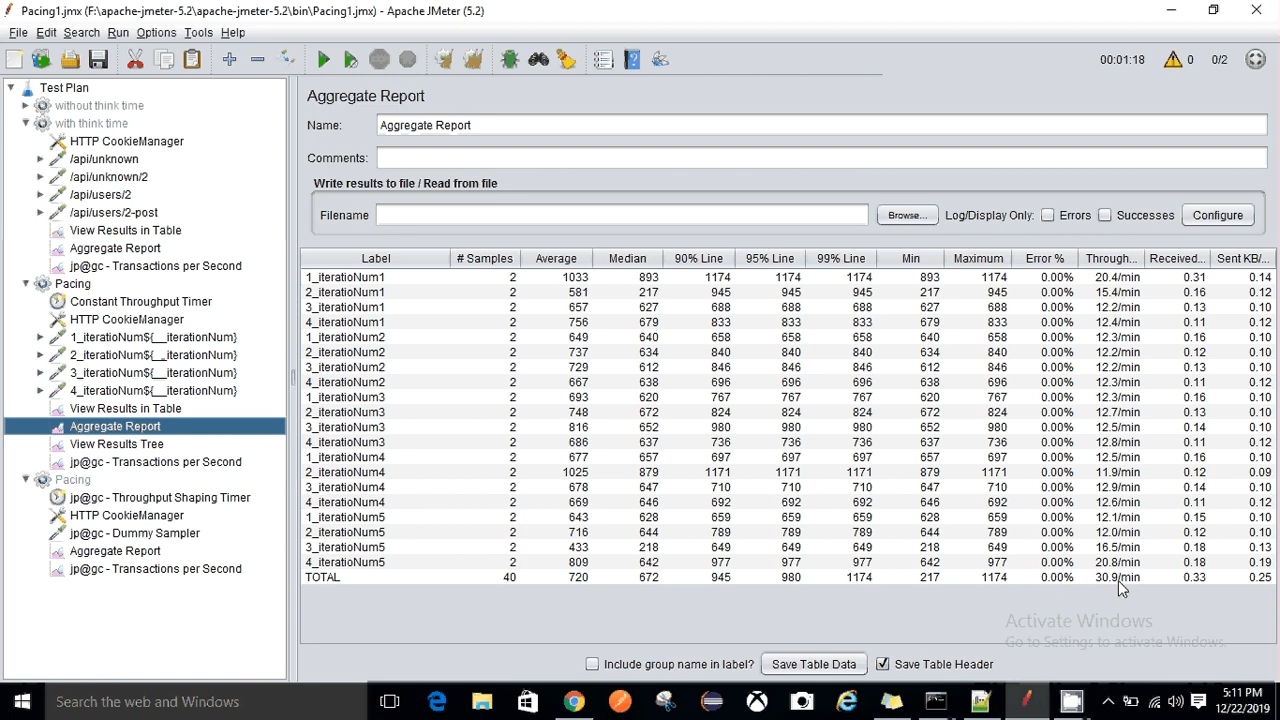 Pacing1.jmx (F:\apache-jmeter-5.2\apache-jmeter-5.2\bin\Pacing1.jmx) - Apache JMeter (5.2)
File Edit Search Run Options Tools Help
00:01:18 0 0/2
Test Plan
without think time
with think time
HTTP CookieManager
/api/unknown
/api/unknown/2
/api/users/2
/api/users/2-post
View Results in Table
Aggregate Report
jp@gc - Transactions per Second
Pacing
Constant Throughput Timer
HTTP CookieManager
1_iteratioNum${__iterationNum}
2_iteratioNum${__iterationNum}
3_iteratioNum${__iterationNum}
4_iteratioNum${__iterationNum}
View Results in Table
Aggregate Report
View Results Tree
jp@gc - Transactions per Second
Pacing
jp@gc - Throughput Shaping Timer
HTTP CookieManager
jp@gc - Dummy Sampler
Aggregate Report
jp@gc - Transactions per Second
Aggregate Report
Name: Aggregate Report
Comments:
Write results to file / Read from file
Filename Browse... Log/Display Only: Errors Successes Configure
Label # Samples Average Median 90% Line 95% Line 99% Line Min Maximum Error % Through... Received... Sent KB/...
1_iteratioNum1 2 1033 893 1174 1174 1174 893 1174 0.00% 20.4/min 0.31 0.14
2_iteratioNum1 2 581 217 945 945 945 217 945 0.00% 15.4/min 0.16 0.12
3_iteratioNum1 2 657 627 688 688 688 627 688 0.00% 12.2/min 0.13 0.10
4_iteratioNum1 2 756 679 833 833 833 679 833 0.00% 12.4/min 0.11 0.12
1_iteratioNum2 2 649 640 658 658 658 640 658 0.00% 12.3/min 0.16 0.10
2_iteratioNum2 2 737 634 840 840 840 634 840 0.00% 12.2/min 0.12 0.10
3_iteratioNum2 2 729 612 846 846 846 612 846 0.00% 12.2/min 0.13 0.10
4_iteratioNum2 2 667 638 696 696 696 638 696 0.00% 12.3/min 0.11 0.12
1_iteratioNum3 2 693 620 767 767 767 620 767 0.00% 12.3/min 0.16 0.10
2_iteratioNum3 2 748 672 824 824 824 672 824 0.00% 12.7/min 0.13 0.10
3_iteratioNum3 2 816 652 980 980 980 652 980 0.00% 12.5/min 0.14 0.10
4_iteratioNum3 2 686 637 736 736 736 637 736 0.00% 12.8/min 0.11 0.12
1_iteratioNum4 2 677 657 697 697 697 657 697 0.00% 12.5/min 0.16 0.10
2_iteratioNum4 2 1025 879 1171 1171 1171 879 1171 0.00% 11.9/min 0.12 0.09
3_iteratioNum4 2 678 647 710 710 710 647 710 0.00% 12.9/min 0.14 0.10
4_iteratioNum4 2 669 646 692 692 692 646 692 0.00% 12.6/min 0.11 0.12
1_iteratioNum5 2 643 628 659 659 659 628 659 0.00% 12.1/min 0.15 0.10
2_iteratioNum5 2 716 644 789 789 789 644 789 0.00% 12.0/min 0.12 0.10
3_iteratioNum5 2 433 218 649 649 649 218 649 0.00% 16.5/min 0.18 0.13
4_iteratioNum5 2 809 642 977 977 977 642 977 0.00% 20.8/min 0.18 0.19
TOTAL 40 720 672 945 980 1174 217 1174 0.00% 30.9/min 0.33 0.25
Activate Windows
Go to Settings to activate Windows.
Include group name in label? Save Table Data Save Table Header
Search the web and Windows
5:11 PM
12/22/2019